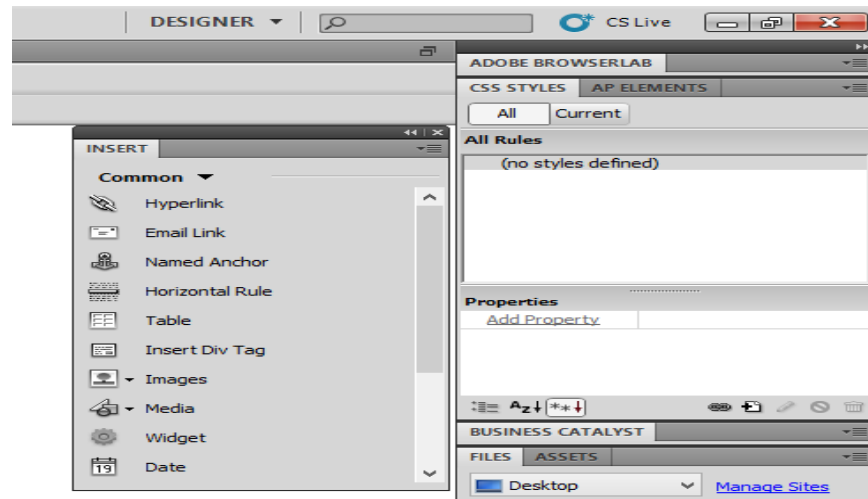 DESIGNER
CS Live
ADOBE BROWSERLAB
CSS STYLES AP ELEMENTS
All Current
All Rules
(no styles defined)
INSERT
Common
Hyperlink
Email Link
Named Anchor
Horizontal Rule
Table
Insert Div Tag
Images
Media
Widget
19 Date
Properties
Add Property
AZ↓ **↓
BUSINESS CATALYST
FILES ASSETS
Desktop Manage Sites